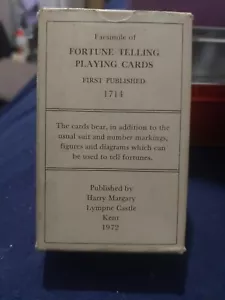 Facsimile of
FORTUNE TELLING
PLAYING CARDS
FIRST PUBLISHED
1714
The cards bear, in addition to the
usual suit and number markings,
figures and diagrams which can
be used to tell fortunes.
Published by
Harry Margary
Lympne Castle
Kent
1972